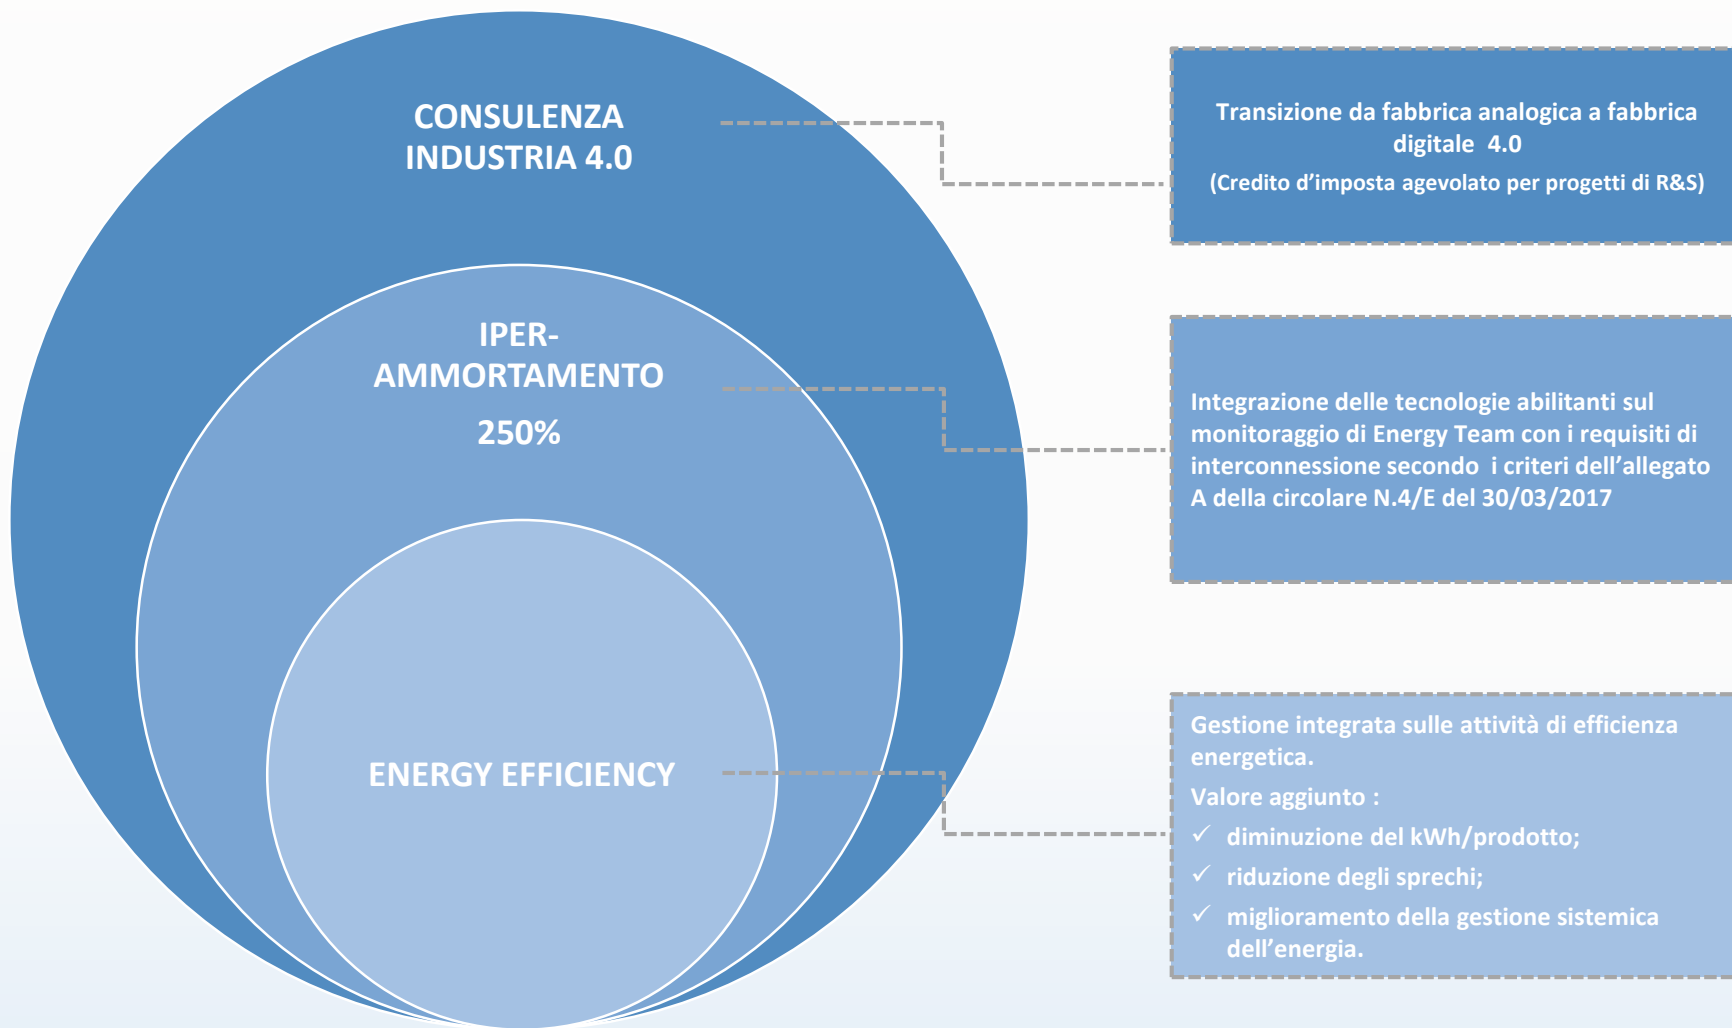 CONSULENZA
INDUSTRIA 4.0
Transizione da fabbrica analogica a fabbrica
digitale 4.0
(Credito d'imposta agevolato per progetti di R&S)
IPER-
AMMORTAMENTO
250%
Integrazione delle tecnologie abilitanti sul
monitoraggio di Energy Team con i requisiti di
interconnessione secondo i criteri dell'allegato
A della circolare N.4/E del 30/03/2017
ENERGY EFFICIENCY
Gestione integrata sulle attività di efficienza
energetica.
Valore aggiunto :
✓ diminuzione del kWh/prodotto;
✓ riduzione degli sprechi;
✓ miglioramento della gestione sistemica
dell'energia.